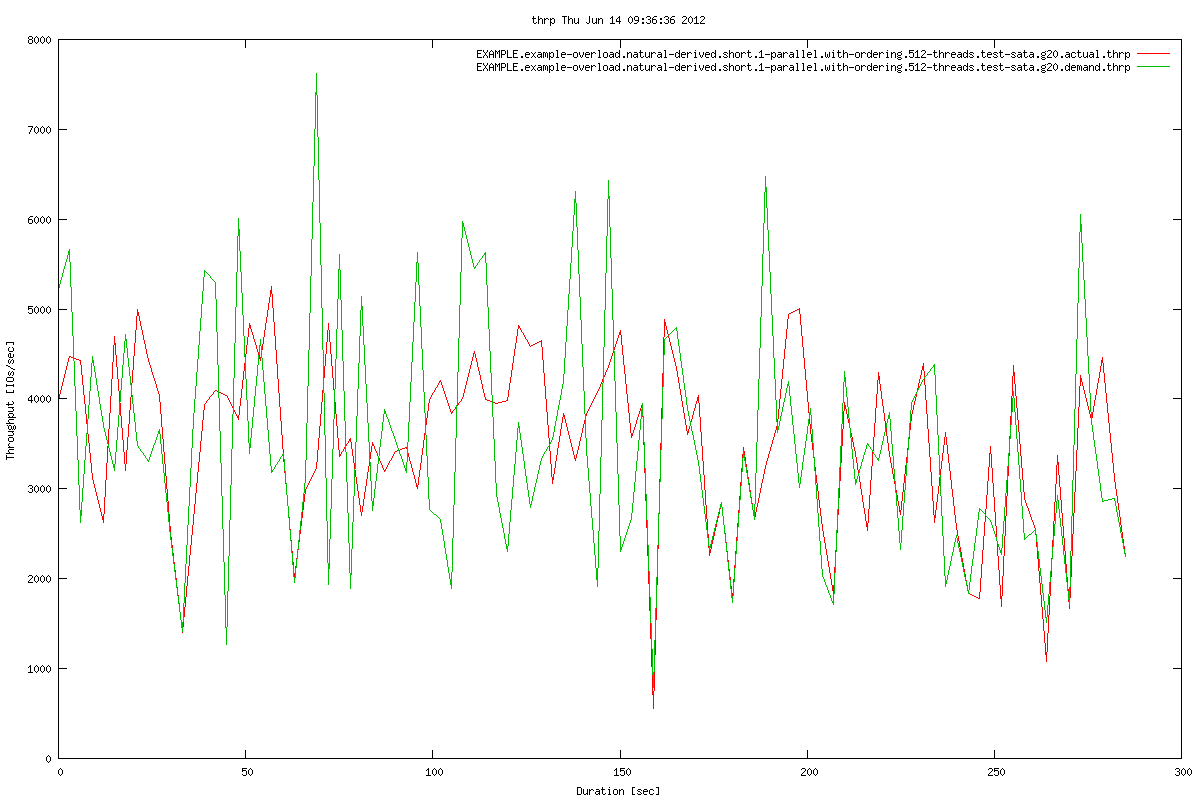 thrp Thu Jun 14 09:36:36 2012
EXAMPLE.example-overload.natural-derived.short.1-parallel.with-ordering.512-threads.test-sata.g20.actual.thrp
EXAMPLE.example-overload.natural-derived.short.1-parallel.with-ordering.512-threads.test-sata.g20.demand.thrp
8000
7000
6000
5000
4000
3000
2000
1000
0
Throughput [IOs/sec]
0 50 100 150 200 250 300
Duration [sec]